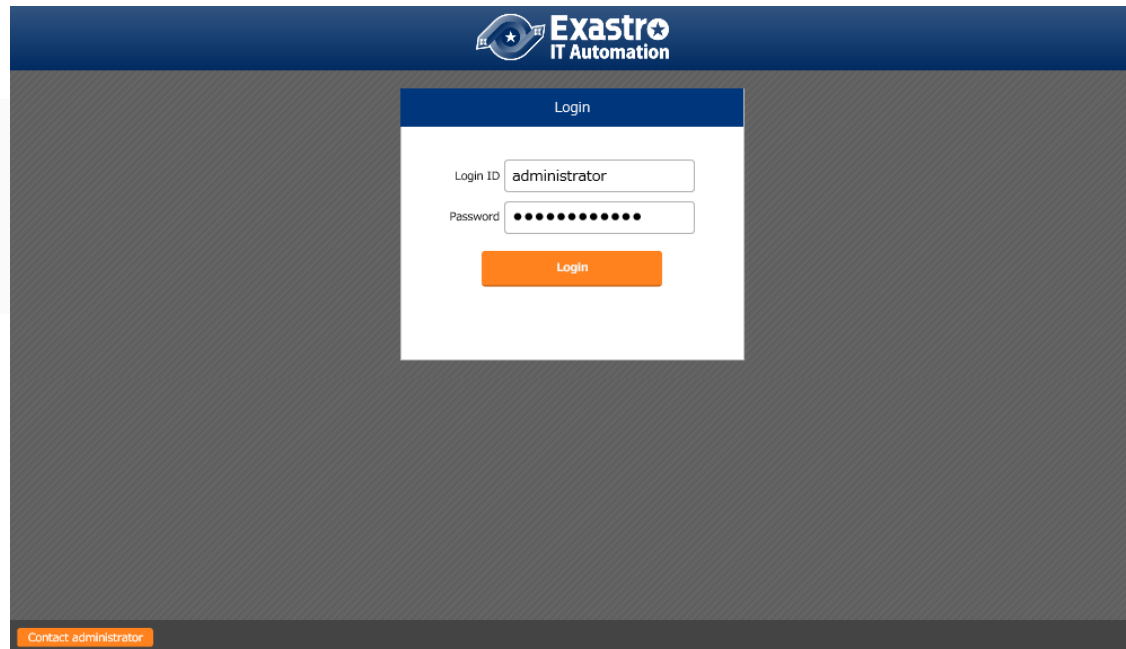 Exastro
IT Automation
Login
Login ID administrator
Password ●●●●●●●●●●●●
Login
Contact administrator